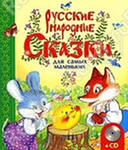 Русские
народные
Сказки
для самых
маленьких
+ CD